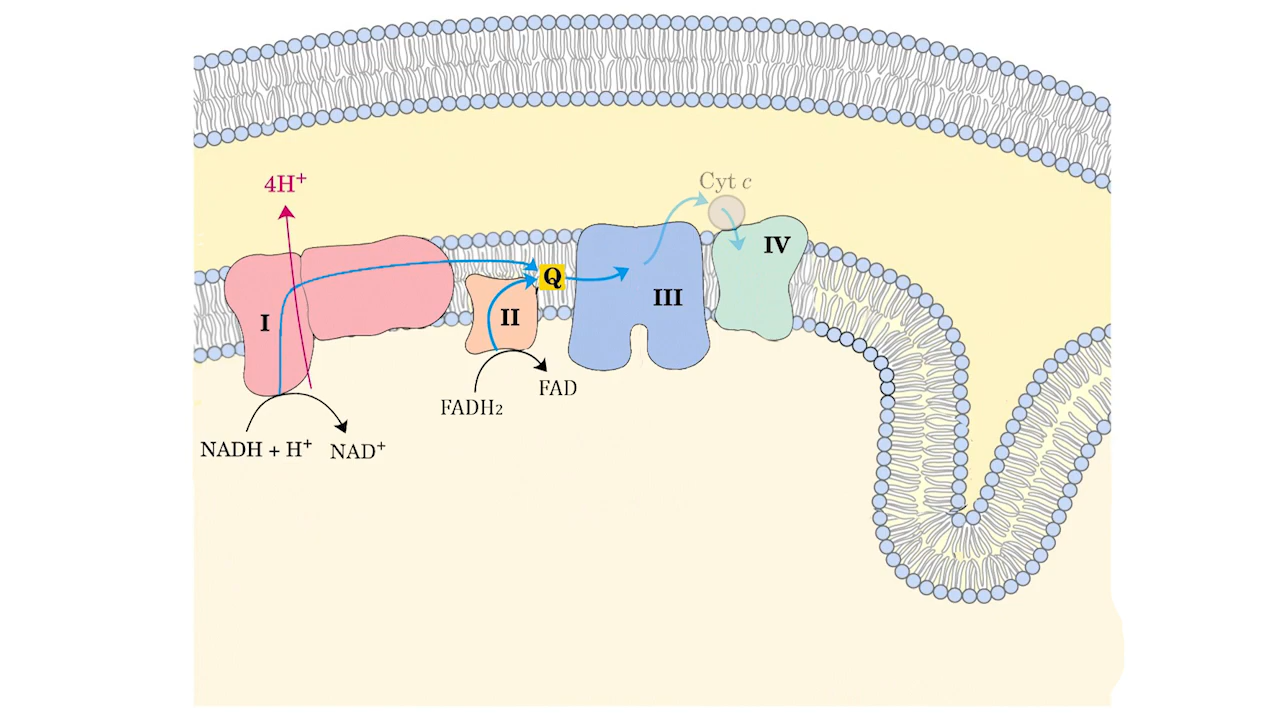 Cyt c
4H⁺
IV
Q
III
I
II
FAD
FADH₂
NADH + H⁺
NAD⁺